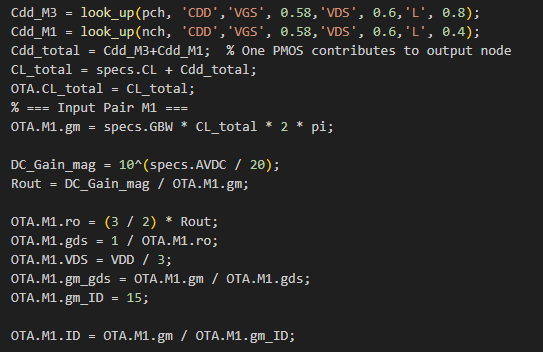 Cdd_M3 = look_up(pch, 'CDD','VGS', 0.58,'VDS', 0.6,'L', 0.8);
Cdd_M1 = look_up(nch, 'CDD','VGS', 0.58,'VDS', 0.6,'L', 0.4);
Cdd_total = Cdd_M3+Cdd_M1;  % One PMOS contributes to output node
CL_total = specs.CL + Cdd_total;
OTA.CL_total = CL_total;
% === Input Pair M1 ===
OTA.M1.gm = specs.GBW * CL_total * 2 * pi;
DC_Gain_mag = 10^(specs.AVDC / 20);
Rout = DC_Gain_mag / OTA.M1.gm;
OTA.M1.ro = (3 / 2) * Rout;
OTA.M1.gds = 1 / OTA.M1.ro;
OTA.M1.VDS = VDD / 3;
OTA.M1.gm_gds = OTA.M1.gm / OTA.M1.gds;
OTA.M1.gm_ID = 15;
OTA.M1.ID = OTA.M1.gm / OTA.M1.gm_ID;